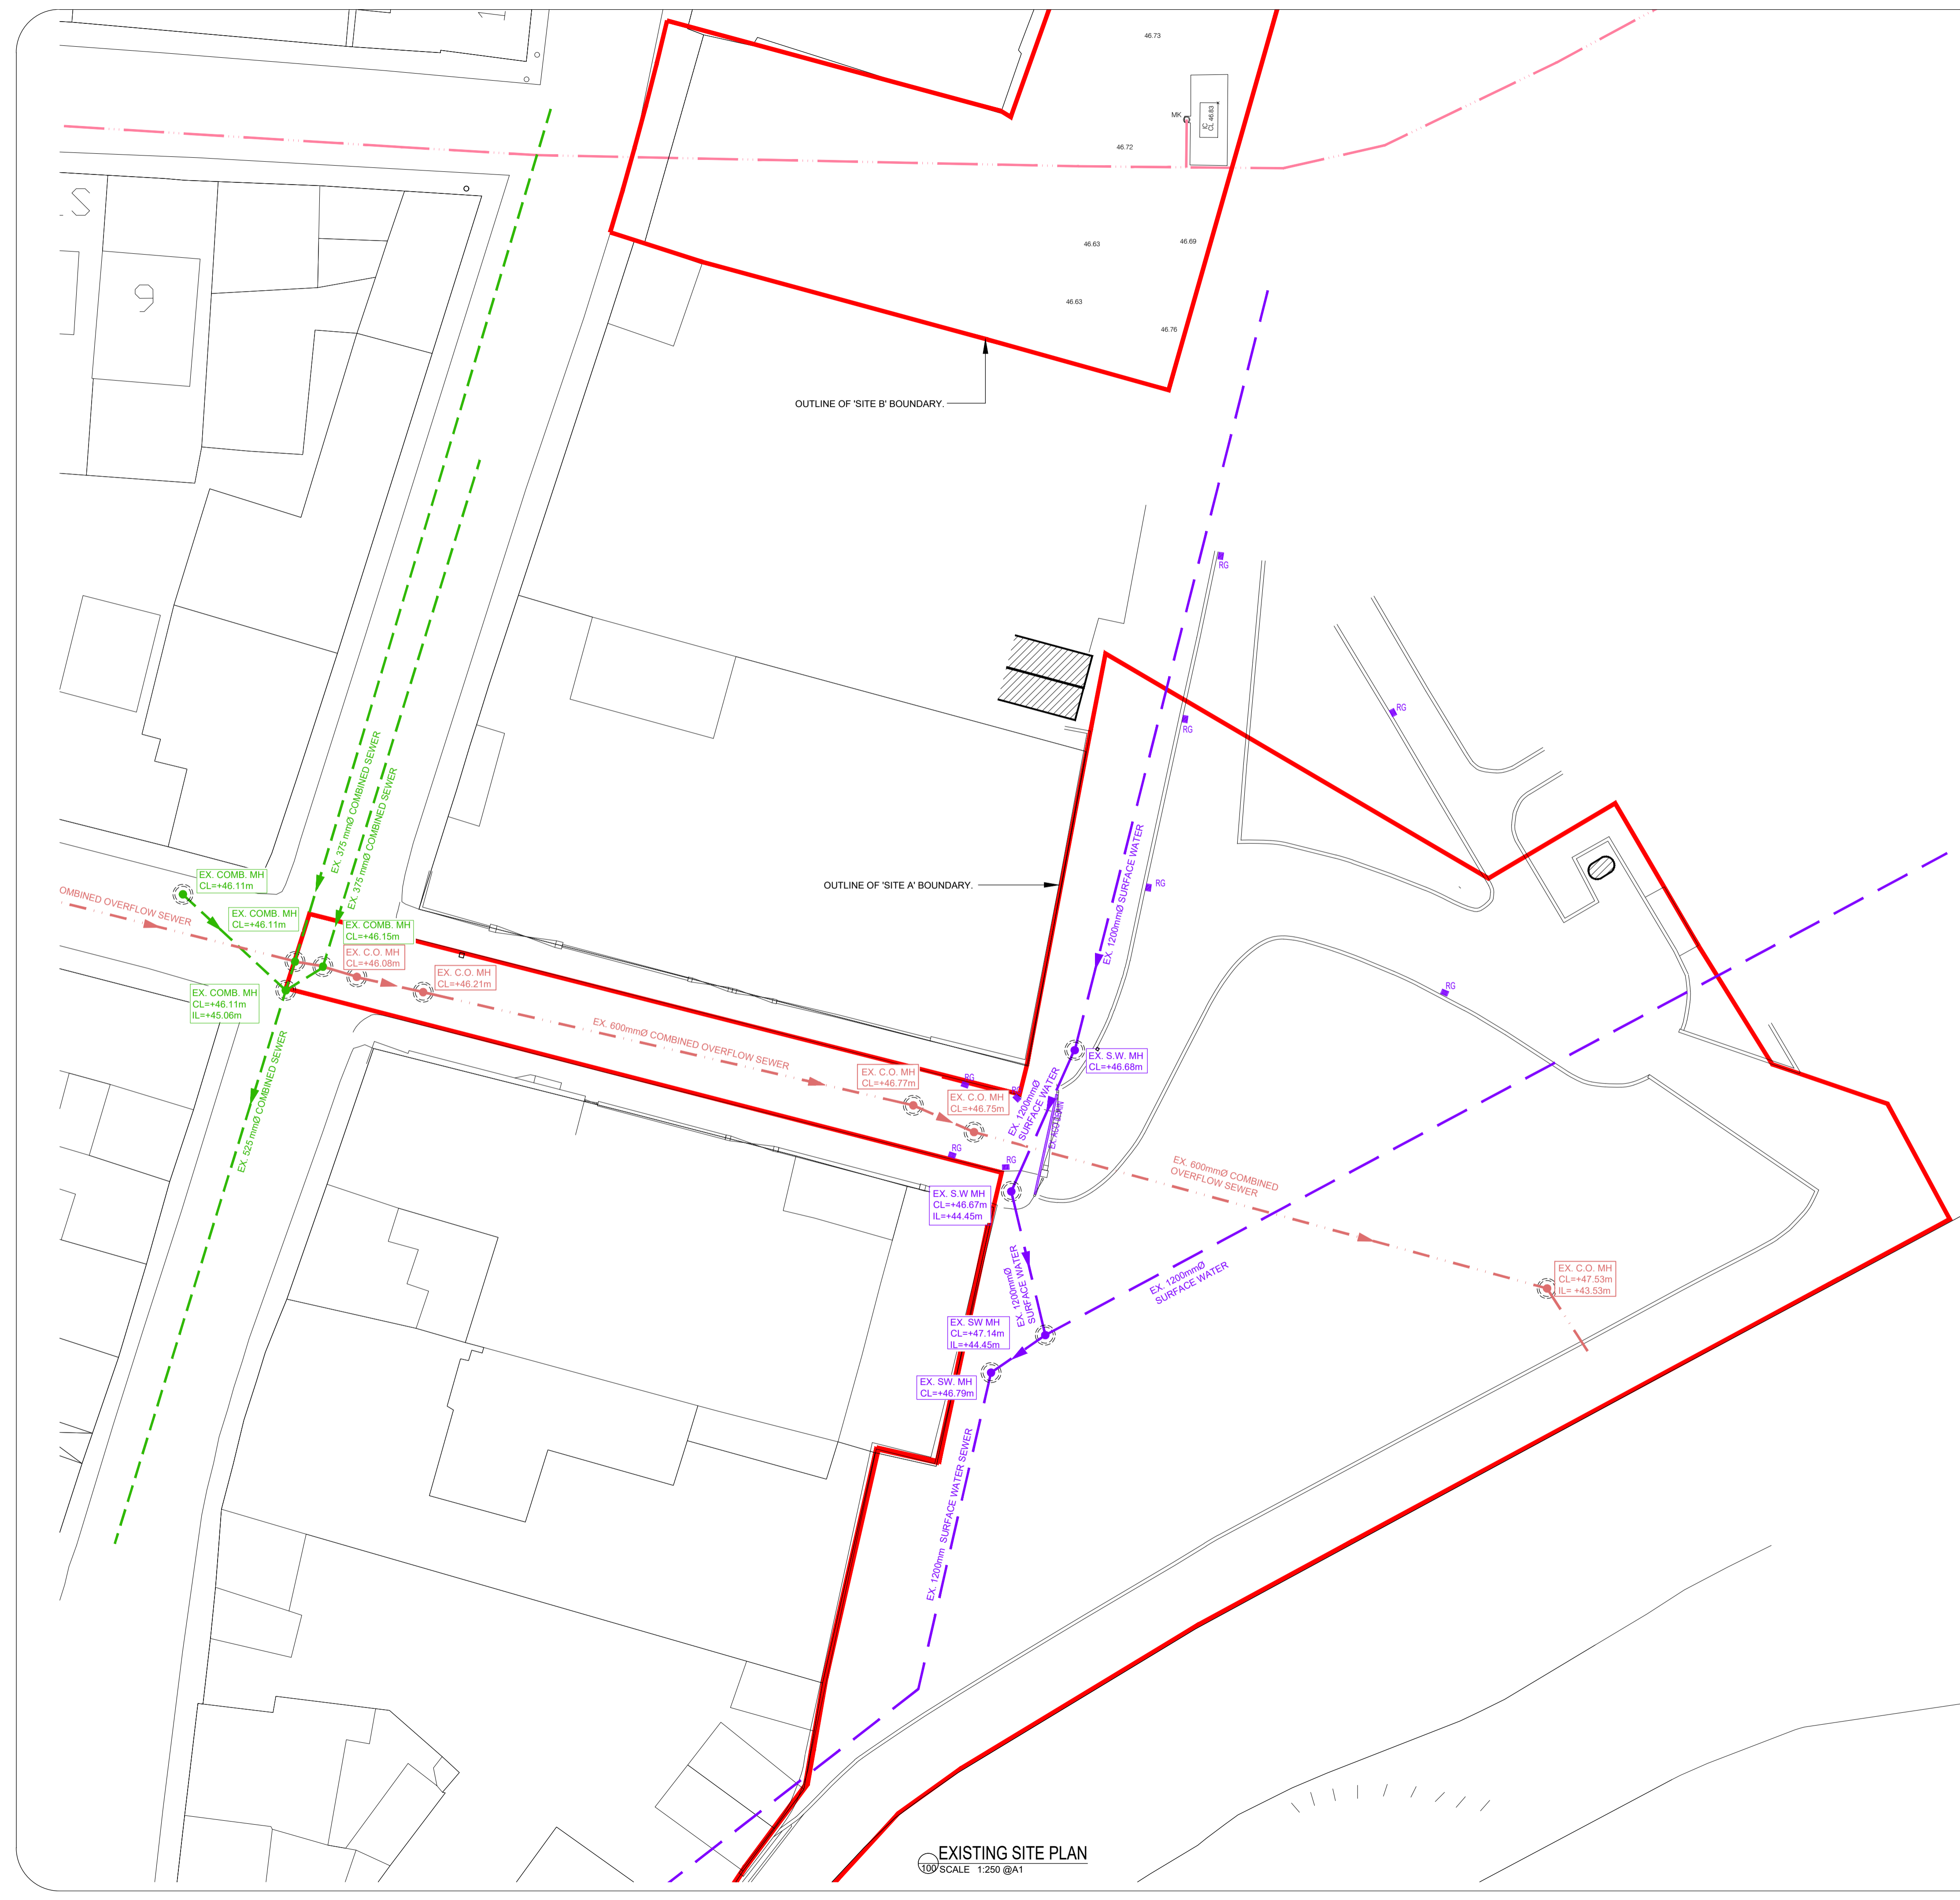 46.73
MK
IC
CL 46.83
46.72
9
46.63
46.69
46.63
46.76
OUTLINE OF 'SITE B' BOUNDARY.
RG
RG
RG
EX. 375 mmØ COMBINED SEWER
EX. 375 mmØ COMBINED SEWER
EX. 1200mmØ SURFACE WATER
OUTLINE OF 'SITE A' BOUNDARY.
RG
EX. COMB. MH
CL=+46.11m
OMBINED OVERFLOW SEWER
EX. COMB. MH
CL=+46.11m
EX. COMB. MH
CL=+46.15m
EX. C.O. MH
CL=+46.08m
EX. C.O. MH
CL=+46.21m
EX. COMB. MH
CL=+46.11m
IL=+45.06m
RG
EX. 600mmØ COMBINED OVERFLOW SEWER
EX. S.W. MH
CL=+46.68m
EX. C.O. MH
CL=+46.77m
RG
RG
EX. C.O. MH
CL=+46.75m
EX. 1200mmØ
SURFACE WATER
EX. ACO DRAIN
EX. 525 mmØ COMBINED SEWER
RG
RG
EX. 600mmØ COMBINED
OVERFLOW SEWER
EX. S.W MH
CL=+46.67m
IL=+44.45m
EX. 1200mmØ
SURFACE WATER
EX. 1200mmØ
SURFACE WATER
EX. C.O. MH
CL=+47.53m
IL= +43.53m
EX. SW MH
CL=+47.14m
IL=+44.45m
EX. SW. MH
CL=+46.79m
EX. 1200mm SURFACE WATER SEWER
100
EXISTING SITE PLAN
SCALE 1:250 @A1